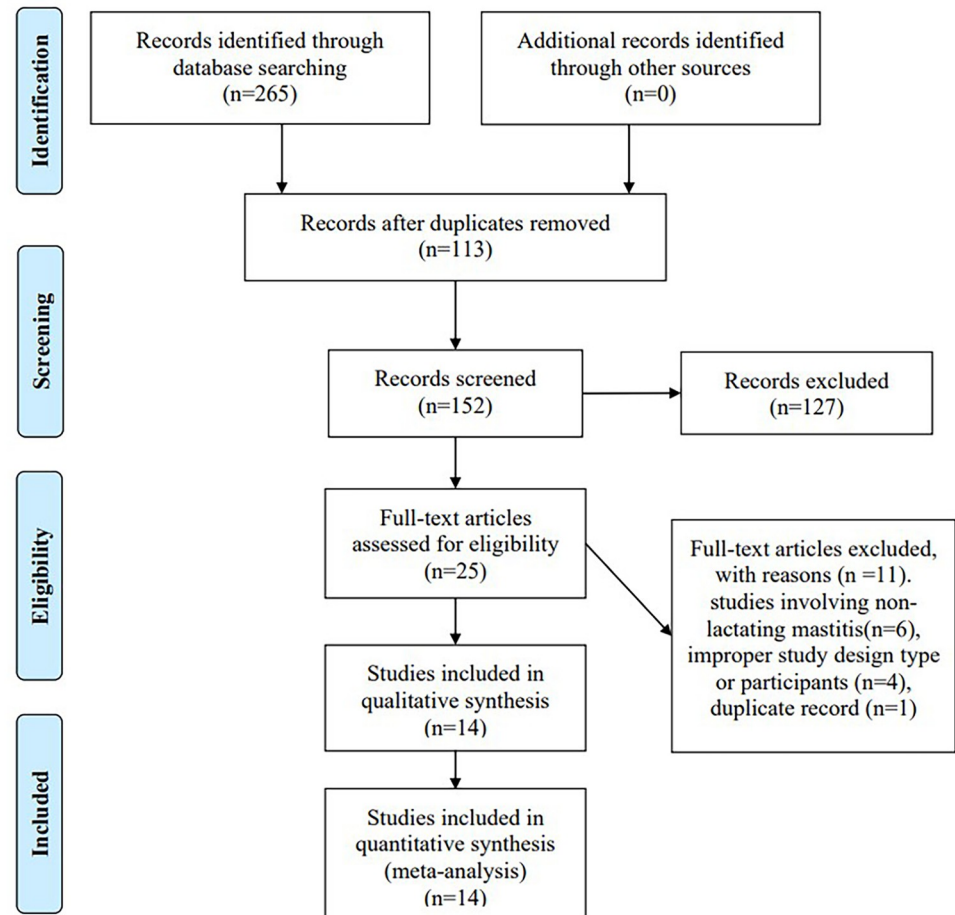 Identification
Records identified through
database searching
(n=265)
Additional records identified
through other sources
(n=0)
Records after duplicates removed
(n=113)
Screening
Records screened
(n=152)
Records excluded
(n=127)
Eligibility
Full-text articles
assessed for eligibility
(n=25)
Full-text articles excluded,
with reasons (n =11).
studies involving non-
lactating mastitis(n=6),
improper study design type
or participants (n=4),
duplicate record (n=1)
Studies included in
qualitative synthesis
(n=14)
Included
Studies included in
quantitative synthesis
(meta-analysis)
(n=14)